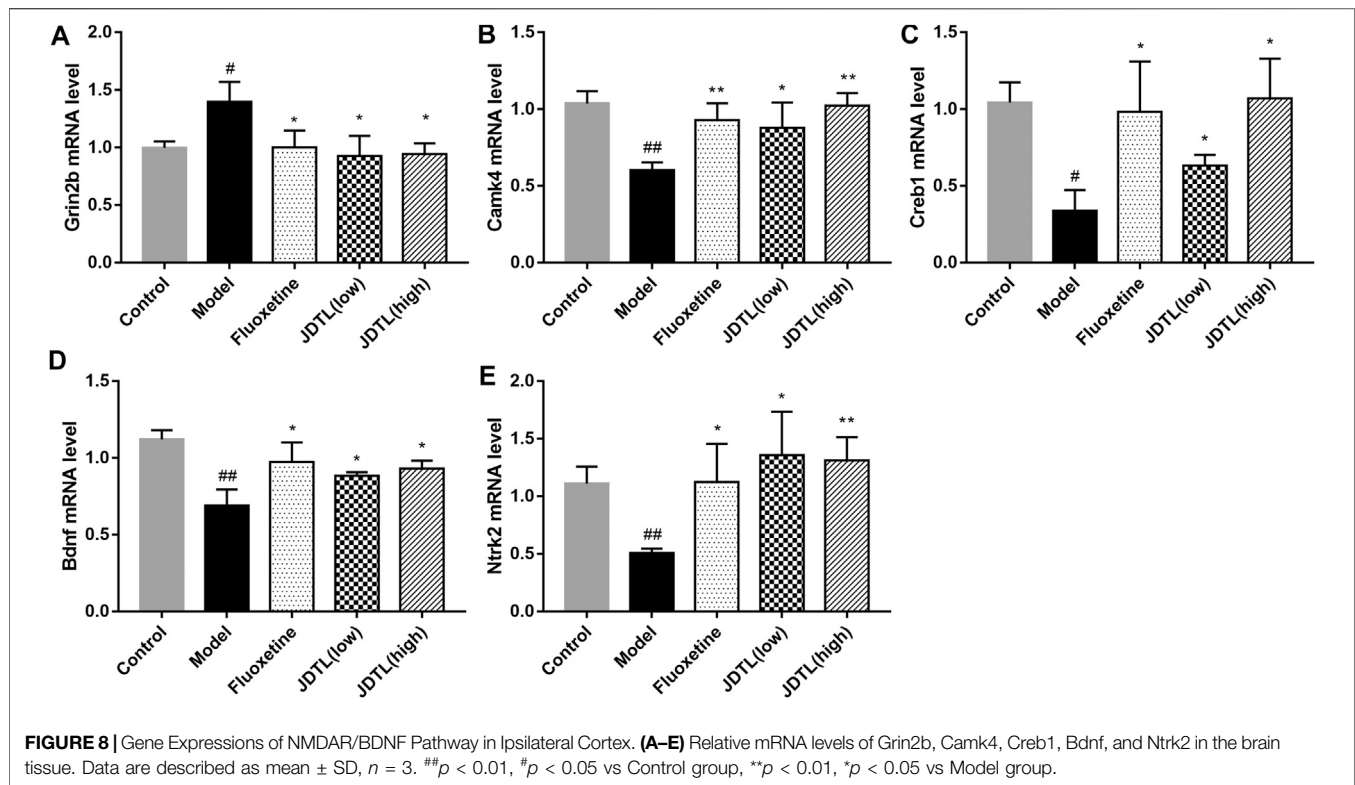 A
Grin2b mRNA level
2.0
1.5
1.0
0.5
0.0
#
*
*
*
Control
Model
Fluoxetine
JDTL(low)
JDTL(high)
B
Camk4 mRNA level
1.5
1.0
0.5
0.0
##
**
*
**
Control
Model
Fluoxetine
JDTL(low)
JDTL(high)
C
Creb1 mRNA level
1.5
1.0
0.5
0.0
#
*
*
*
Control
Model
Fluoxetine
JDTL(low)
JDTL(high)
D
Bdnf mRNA level
1.5
1.0
0.5
0.0
##
*
*
*
Control
Model
Fluoxetine
JDTL(low)
JDTL(high)
E
Ntrk2 mRNA level
2.0
1.5
1.0
0.5
0.0
##
*
*
**
Control
Model
Fluoxetine
JDTL(low)
JDTL(high)
FIGURE 8 | Gene Expressions of NMDAR/BDNF Pathway in Ipsilateral Cortex. (A–E) Relative mRNA levels of Grin2b, Camk4, Creb1, Bdnf, and Ntrk2 in the brain
tissue. Data are described as mean ± SD, n = 3. ##p < 0.01, #p < 0.05 vs Control group, **p < 0.01, *p < 0.05 vs Model group.